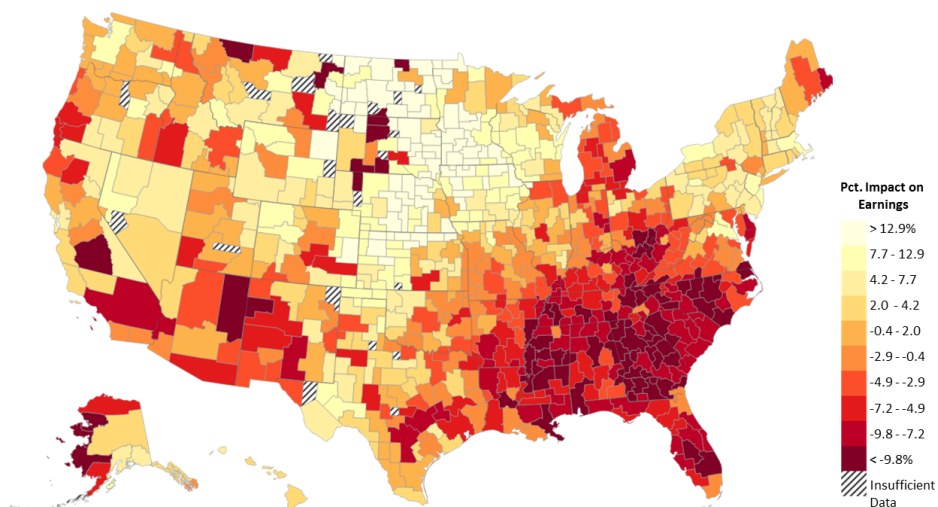 Pct. Impact on
Earnings
> 12.9%
7.7 - 12.9
4.2 - 7.7
2.0 - 4.2
-0.4 - 2.0
-2.9 - -0.4
-4.9 - -2.9
-7.2 - -4.9
-9.8 - -7.2
< -9.8%
Insufficient
Data